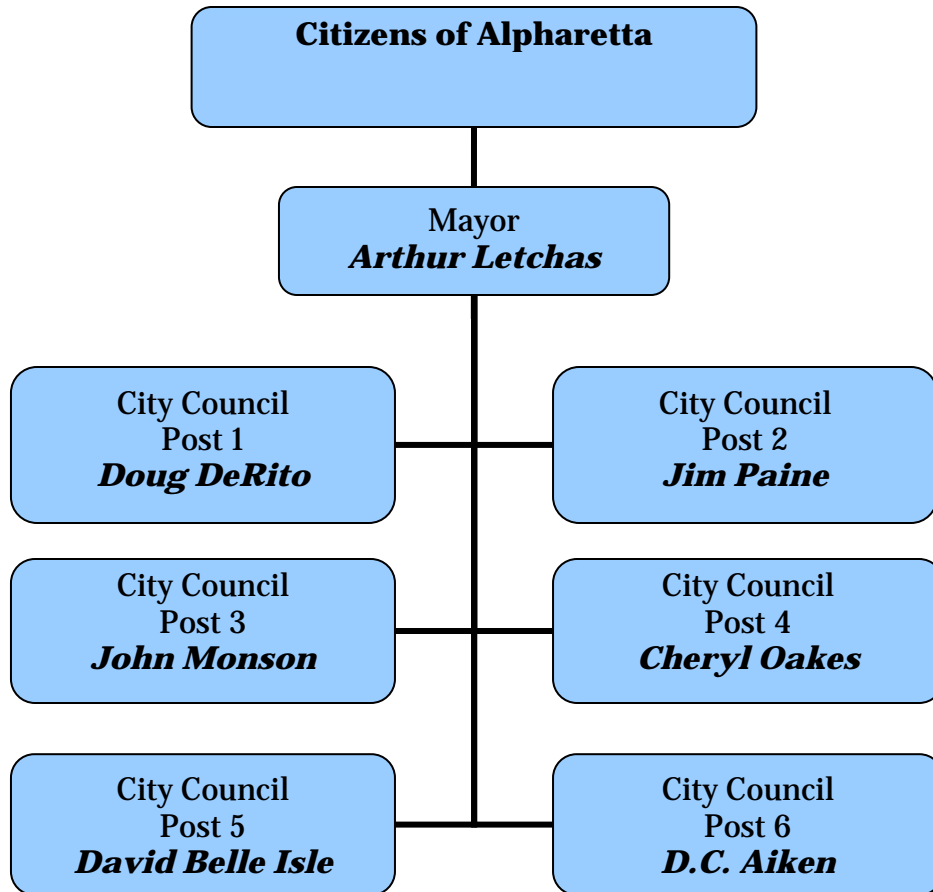 Citizens of Alpharetta
Mayor
Arthur Letchas
City Council
Post 1
Doug DeRito
City Council
Post 2
Jim Paine
City Council
Post 3
John Monson
City Council
Post 4
Cheryl Oakes
City Council
Post 5
David Belle Isle
City Council
Post 6
D.C. Aiken